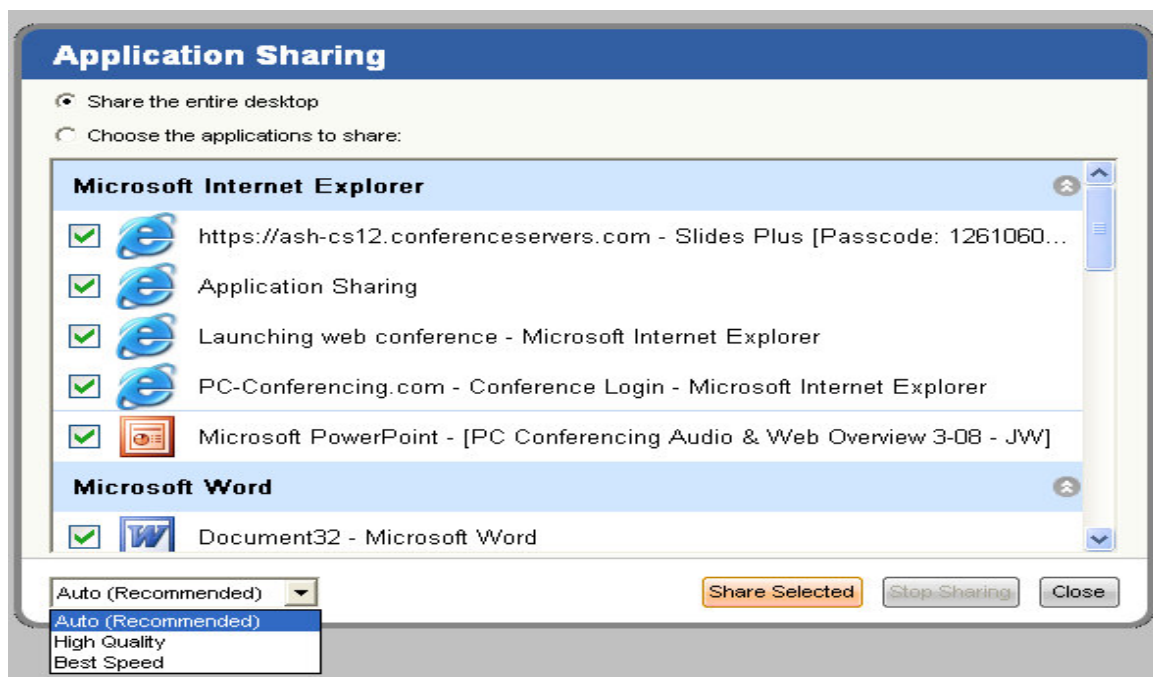 Application Sharing
Share the entire desktop
Choose the applications to share:
Microsoft Internet Explorer
https://ash-cs12.conferenceservers.com - Slides Plus [Passcode: 1261060...
Application Sharing
Launching web conference - Microsoft Internet Explorer
PC-Conferencing.com - Conference Login - Microsoft Internet Explorer
Microsoft PowerPoint - [PC Conferencing Audio & Web Overview 3-08 - JW]
Microsoft Word
Document32 - Microsoft Word
Auto (Recommended) Share Selected Stop Sharing Close
Auto (Recommended)
High Quality
Best Speed